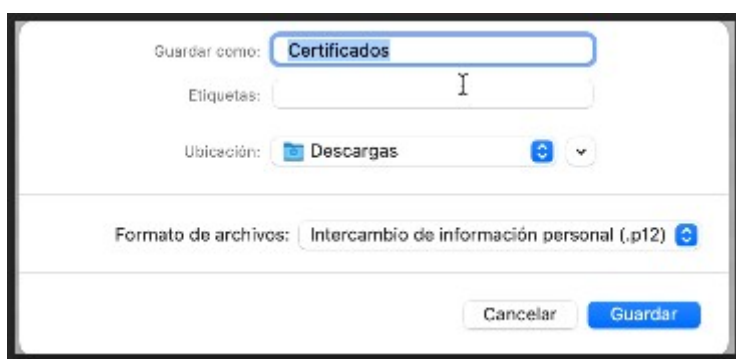 Guardar como: Certificados
Etiquetas:
Ubicación: Descargas
Formato de archivos: Intercambio de información personal (.p12)
Cancelar Guardar